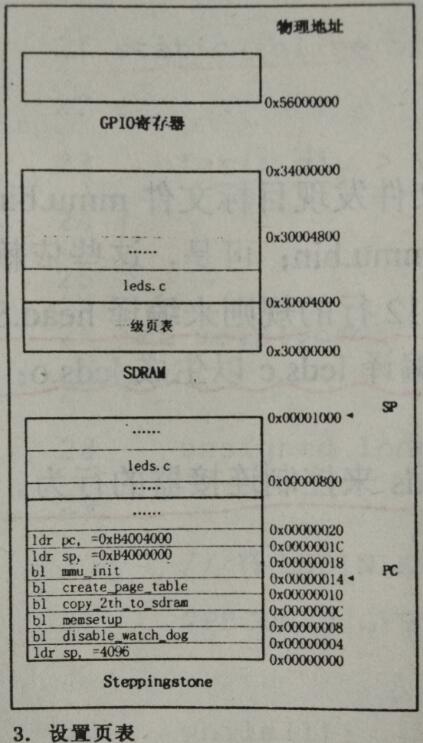 物理地址
0x56000000
GPIO寄存器
0x34000000
0x30004800
......
leds.c
0x30004000
一级页表
0x30000000
SDRAM
0x00001000 SP
......
leds.c
0x00000800
......
......
0x00000020
ldr pc, =0xB4004000
0x0000001C
ldr sp, =0xB4000000
0x00000018
bl mmu_init
0x00000014 PC
bl create_page_table
0x00000010
bl copy_2th_to_sdram
0x0000000C
bl memsetup
0x00000008
bl disable_watch_dog
0x00000004
ldr sp, =4096
0x00000000
Steppingstone
3. 设置页表